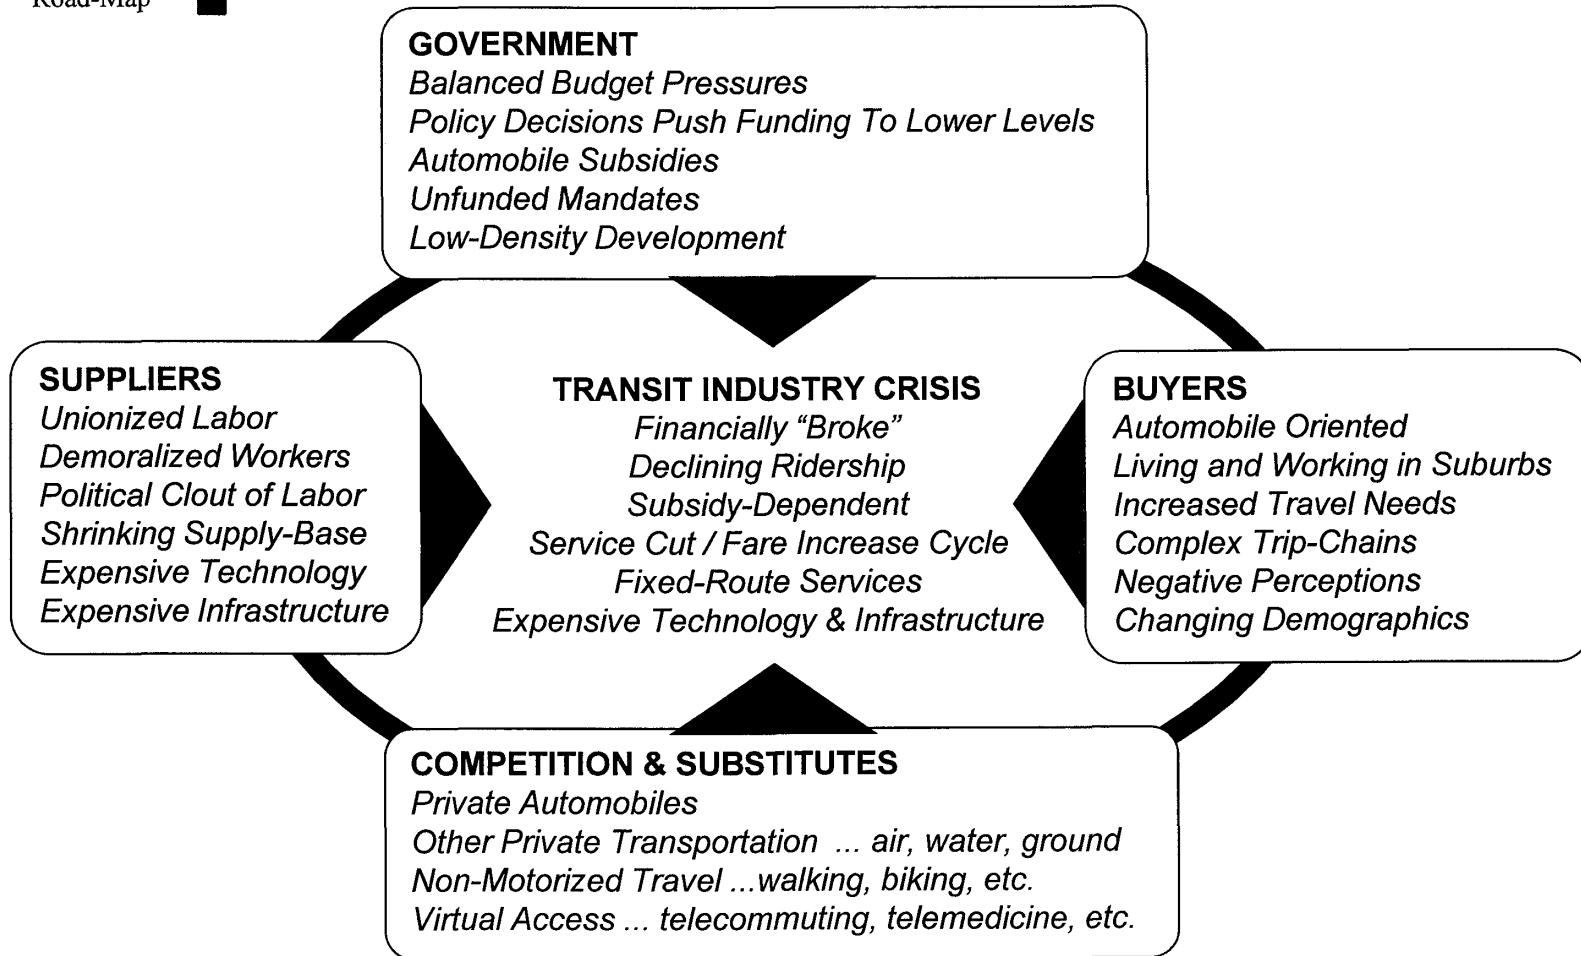 Road-Map
GOVERNMENT
Balanced Budget Pressures
Policy Decisions Push Funding To Lower Levels
Automobile Subsidies
Unfunded Mandates
Low-Density Development
SUPPLIERS
Unionized Labor
Demoralized Workers
Political Clout of Labor
Shrinking Supply-Base
Expensive Technology
Expensive Infrastructure
TRANSIT INDUSTRY CRISIS
Financially “Broke”
Declining Ridership
Subsidy-Dependent
Service Cut / Fare Increase Cycle
Fixed-Route Services
Expensive Technology & Infrastructure
BUYERS
Automobile Oriented
Living and Working in Suburbs
Increased Travel Needs
Complex Trip-Chains
Negative Perceptions
Changing Demographics
COMPETITION & SUBSTITUTES
Private Automobiles
Other Private Transportation ... air, water, ground
Non-Motorized Travel ...walking, biking, etc.
Virtual Access ... telecommuting, telemedicine, etc.